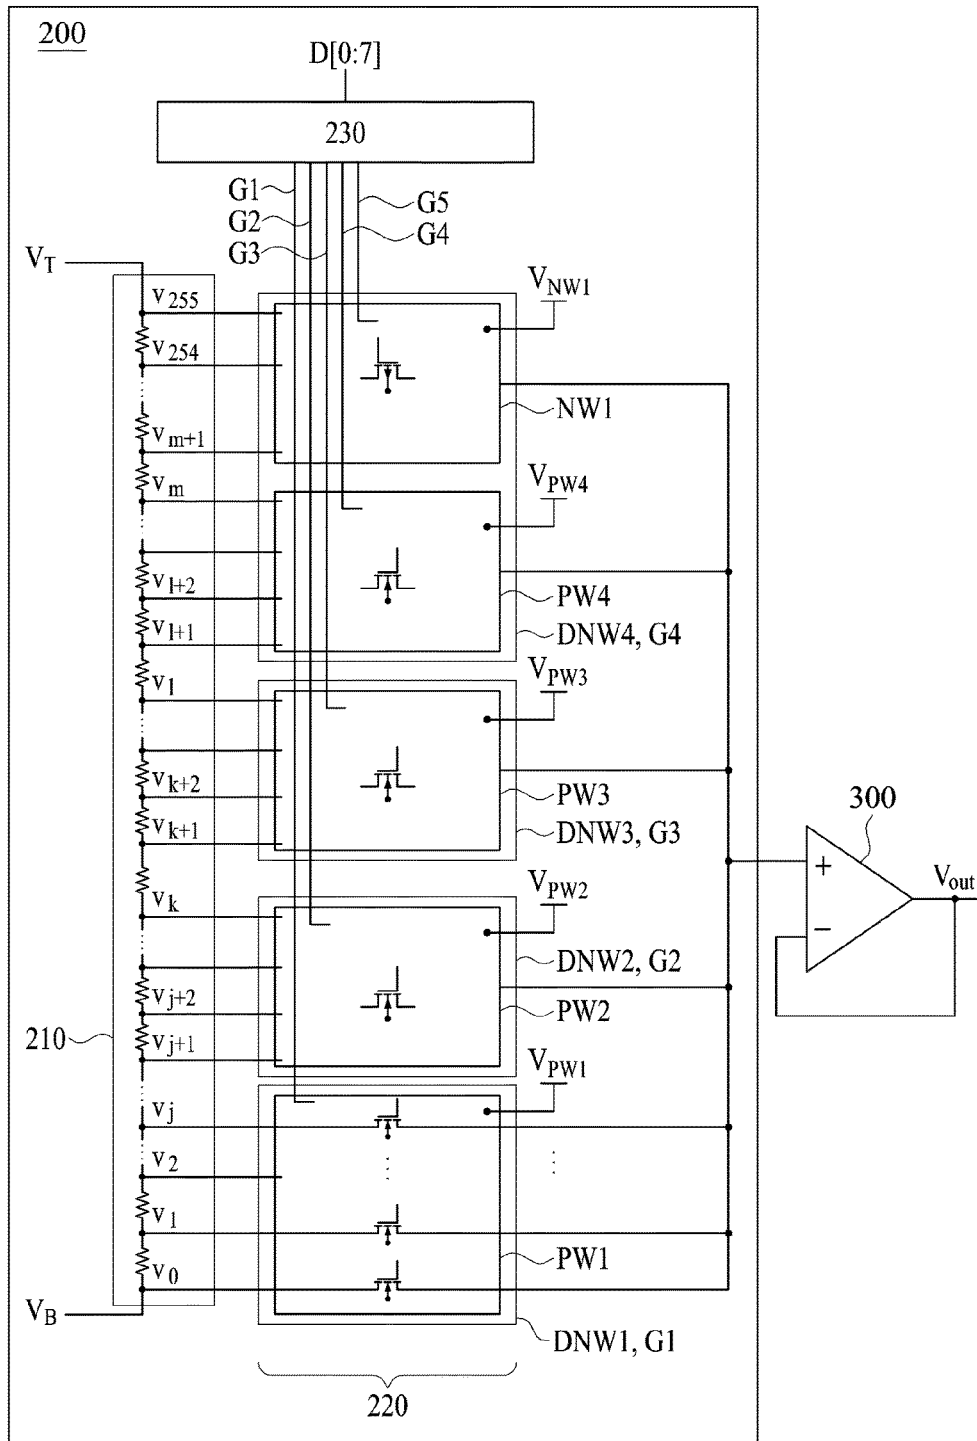 200
D[0:7]
230
G1
G2
G3
G5
G4
V_T
V_NW1
v_255
v_254
NW1
v_m+1
v_m
V_PW4
v_l+2
v_l+1
PW4
DNW4, G4
V_PW3
v_l
v_k+2
v_k+1
PW3
DNW3, G3
300
+
−
V_out
V_PW2
v_k
DNW2, G2
v_j+2
v_j+1
PW2
210
V_PW1
v_j
v_2
v_1
PW1
v_0
V_B
DNW1, G1
220